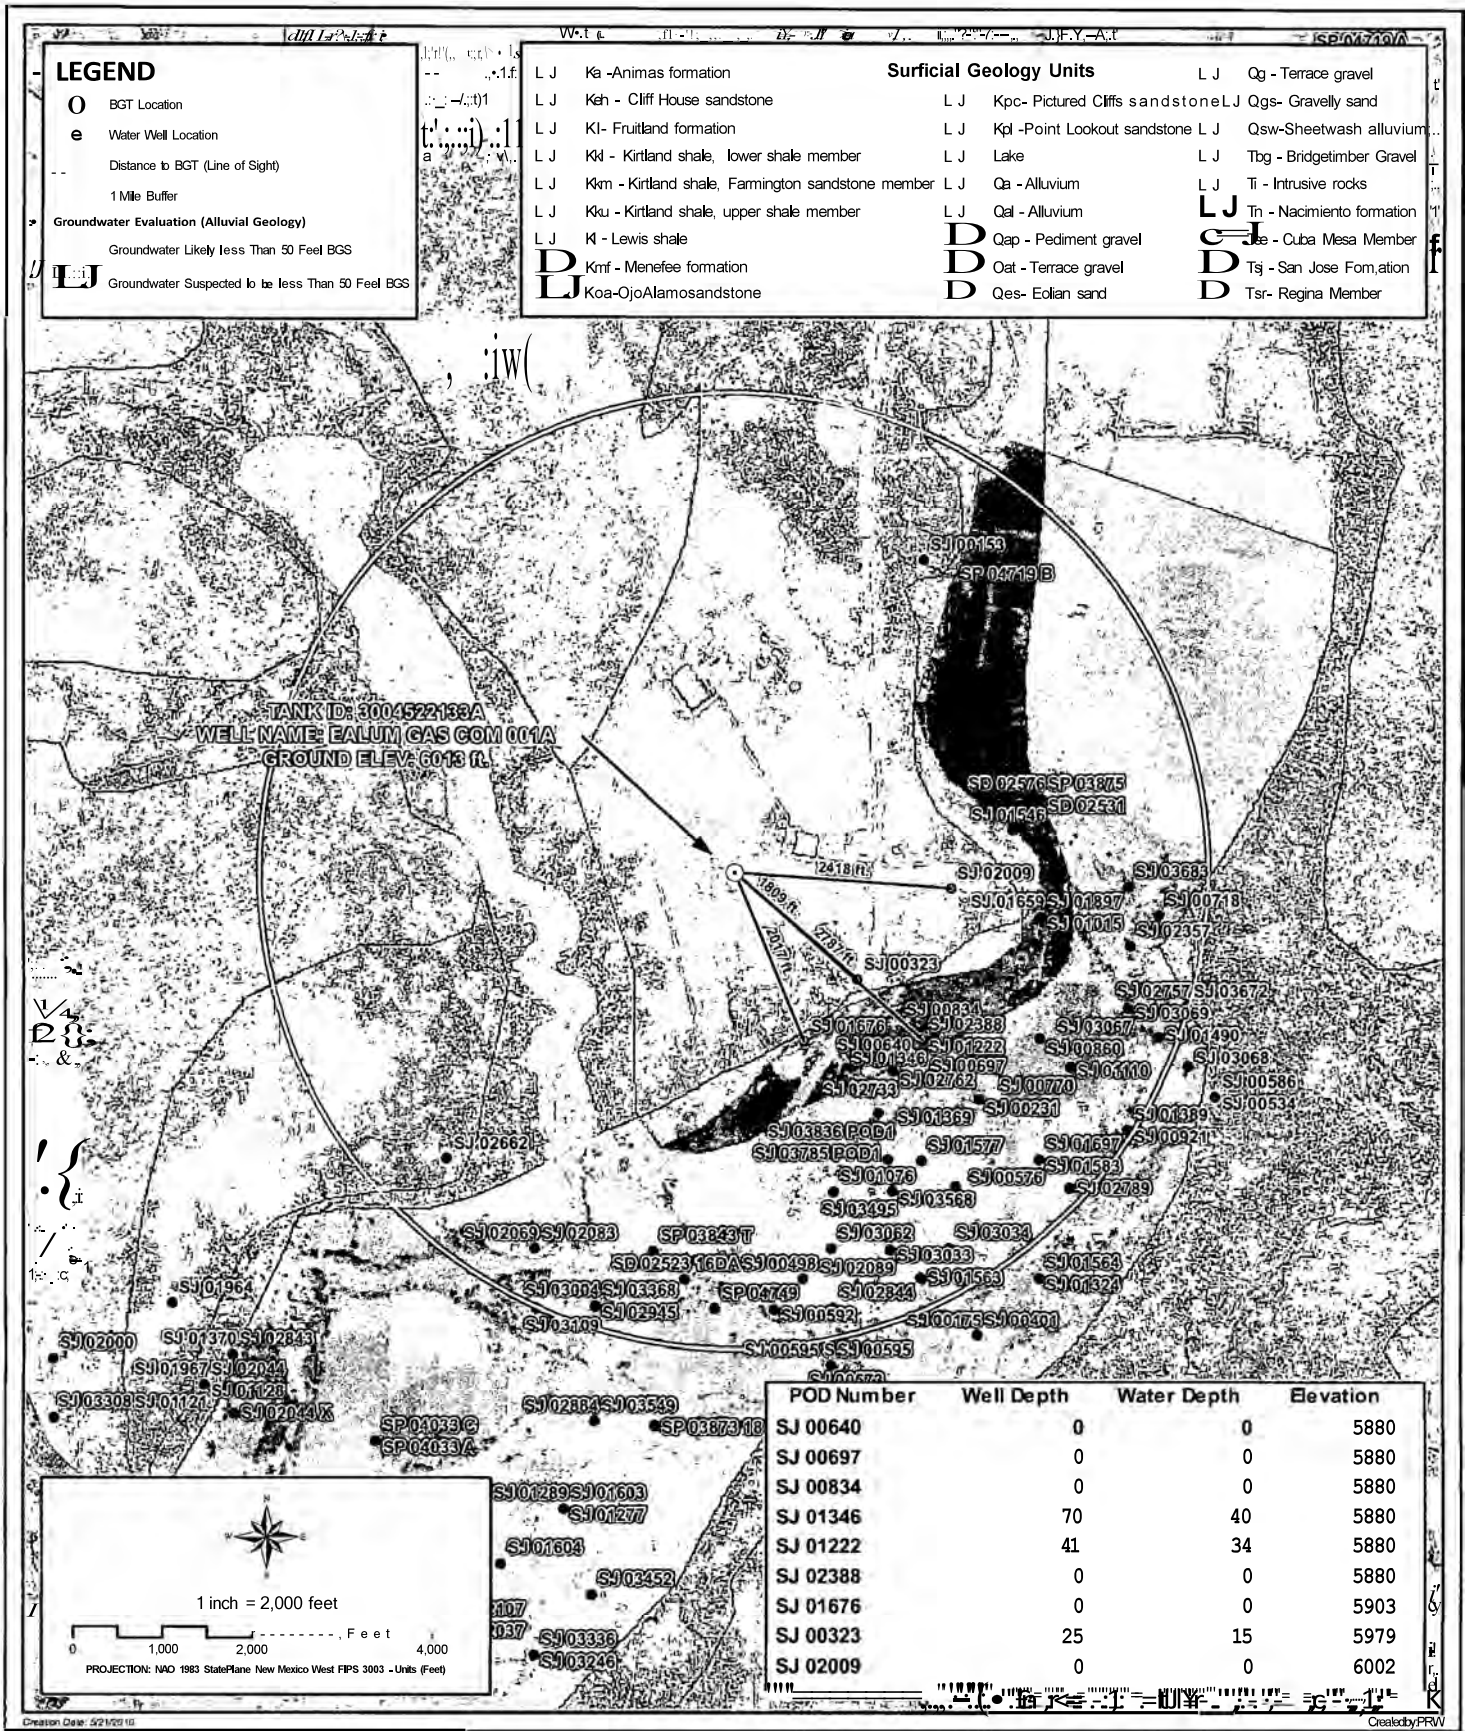 LEGEND
O BGT Location
e Water Well Location
Distance to BGT (Line of Sight)
1 Mile Buffer
Groundwater Evaluation (Alluvial Geology)
Groundwater Likely less Than 50 Feel BGS
Groundwater Suspected lo be less Than 50 Feel BGS
Surficial Geology Units
L J Ka -Animas formation
L J Keh - Cliff House sandstone
L J KI- Fruitland formation
L J Kkl - Kirtland shale, lower shale member
L J Kkm - Kirtland shale, Farmington sandstone member
L J Kku - Kirtland shale, upper shale member
L J Kl - Lewis shale
D Kmf - Menefee formation
LJ Koa-OjoAlamosandstone
L J Kpc- Pictured Cliffs sandstone
L J Kpl -Point Lookout sandstone
L J Lake
L J Qa - Alluvium
L J Qal - Alluvium
D Qap - Pediment gravel
D Oat - Terrace gravel
D Qes- Eolian sand
L J Qg - Terrace gravel
LJ Qgs- Gravelly sand
L J Qsw-Sheetwash alluvium
L J Tbg - Bridgetimber Gravel
L J Ti - Intrusive rocks
LJ Tn - Nacimiento formation
- Cuba Mesa Member
D Tsj - San Jose Fom,ation
D Tsr- Regina Member
SP 04719 A
SJ 00153
SP 04719 B
TANK ID: 3004522133A
WELL NAME: EALUM GAS COM 001A
GROUND ELEV: 6013 ft.
SD 02576 SP 03875
SD 02531
SJ 01546
2418 ft.
1809 ft.
SJ 02009
SJ 03683
SJ 01659 SJ 01897
SJ 00718
SJ 01015
SJ 02357
SJ 00323
SJ 02757 SJ 03672
SJ 00834
SJ 03069
SJ 01676
SJ 02388
SJ 03067
SJ 01490
SJ 00640
SJ 01222
SJ 00860
SJ 01346
SJ 00697
SJ 03068
SJ 02733
SJ 02762
SJ 00770
SJ 01110
SJ 00586
SJ 00534
SJ 00231
SJ 01369
SJ 01389
SJ 03836 POD1
SJ 00921
SJ 03785 POD1
SJ 01577
SJ 01697
SJ 02662
SJ 01583
SJ 01076
SJ 00576
SJ 02789
SJ 03568
SJ 03495
SJ 02069 SJ 02083
SP 03843 T
SJ 03062
SJ 03034
SJ 03033
SD 02523 16DA SJ 00498
SJ 02089
SJ 01564
SJ 01563
SJ 01524
SJ 03004 SJ 03368
SP 04749
SJ 02844
SJ 01964
SJ 02945
SJ 00592
SJ 03109
SJ 00175 SJ 00401
SJ 02000
SJ 01370 SJ 02843
SJ 00595
SJ 01967 SJ 02044
SJ 00573
SJ 01128
SJ 03308 SJ 01121
SJ 02044 X
SJ 02884 SJ 03549
SP 04033 C
SP 03873 18
SP 04033 A
SJ 01289 SJ 01603
SJ 01277
SJ 01604
SJ 03452
SJ 03336
SJ 03246
POD Number Well Depth Water Depth Elevation
SJ 00640 0 0 5880
SJ 00697 0 0 5880
SJ 00834 0 0 5880
SJ 01346 70 40 5880
SJ 01222 41 34 5880
SJ 02388 0 0 5880
SJ 01676 0 0 5903
SJ 00323 25 15 5979
SJ 02009 0 0 6002
N
W E
S
1 inch = 2,000 feet
0 1,000 2,000 Feet 4,000
PROJECTION: NAO 1983 StatePlane New Mexico West FIPS 3003 - Units (Feet)
Creation Date: 5/21/2010
CreatedbyPRW